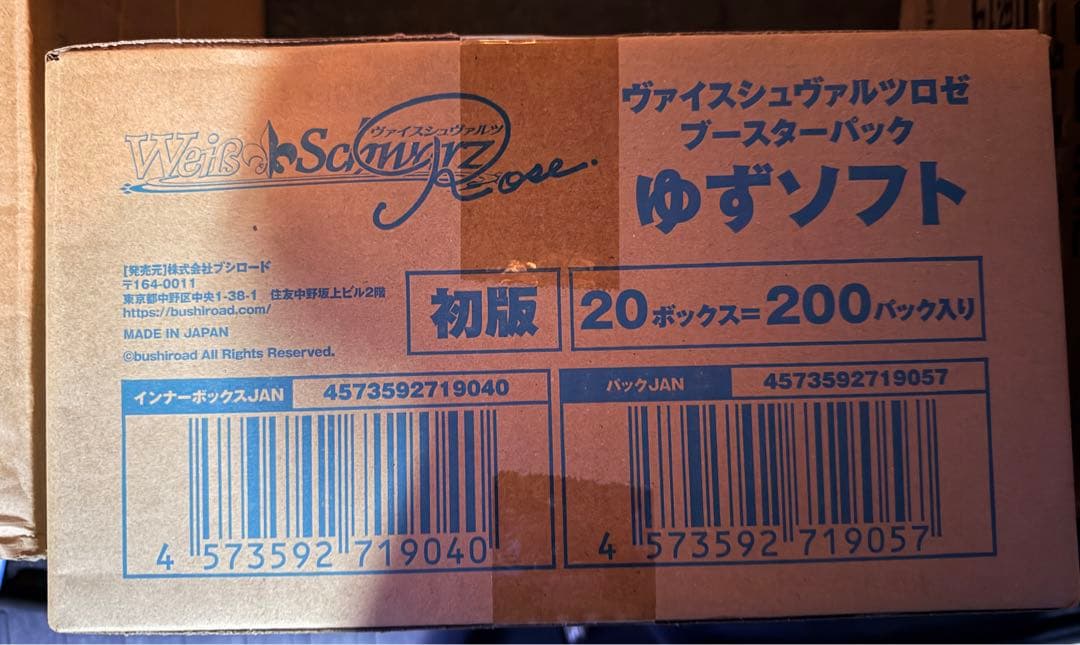 Weiß Schwarz
ヴァイスシュヴァルツ
Rose
ヴァイスシュヴァルツロゼ
ブースターパック
ゆずソフト
[発売元]株式会社ブシロード
〒164-0011
東京都中野区中央1-38-1 住友中野坂上ビル2階
https://bushiroad.com/
MADE IN JAPAN
©bushiroad All Rights Reserved.
初版
20ボックス=200パック入り
インナーボックスJAN 4573592719040
4 573592 719040
パックJAN 4573592719057
4 573592 719057